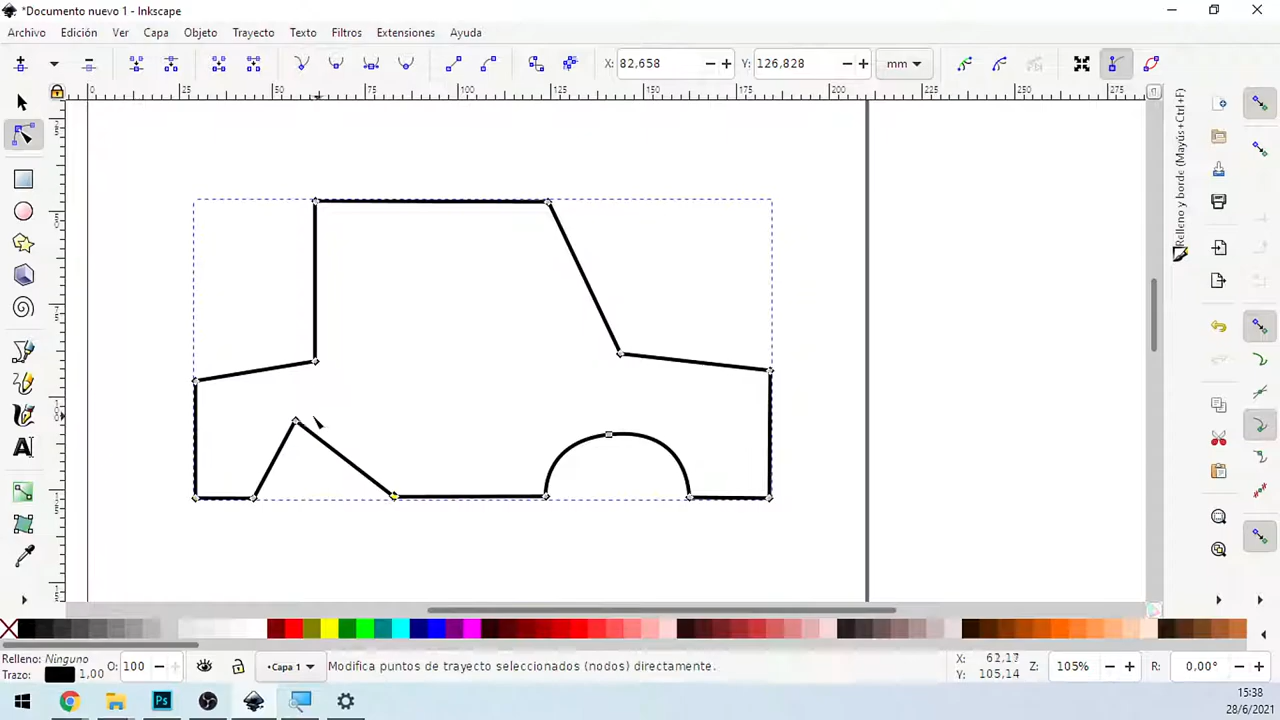 *Documento nuevo 1 - Inkscape
Archivo Edición Ver Capa Objeto Trayecto Filtros Texto Extensiones Ayuda
X: 82,658 Y: 126,828 mm
0 25 50 75 100 125 150 175 200 225 250 275
Relleno y borde (Mayús+Ctrl+F)
A
Relleno: Ninguno
Trazo: 1,00
O: 100
Capa 1
Modifica puntos de trayecto seleccionados (nodos) directamente.
X: 62,17
Y: 105,14
Z: 105%
R: 0,00°
Ps
15:38
28/6/2021